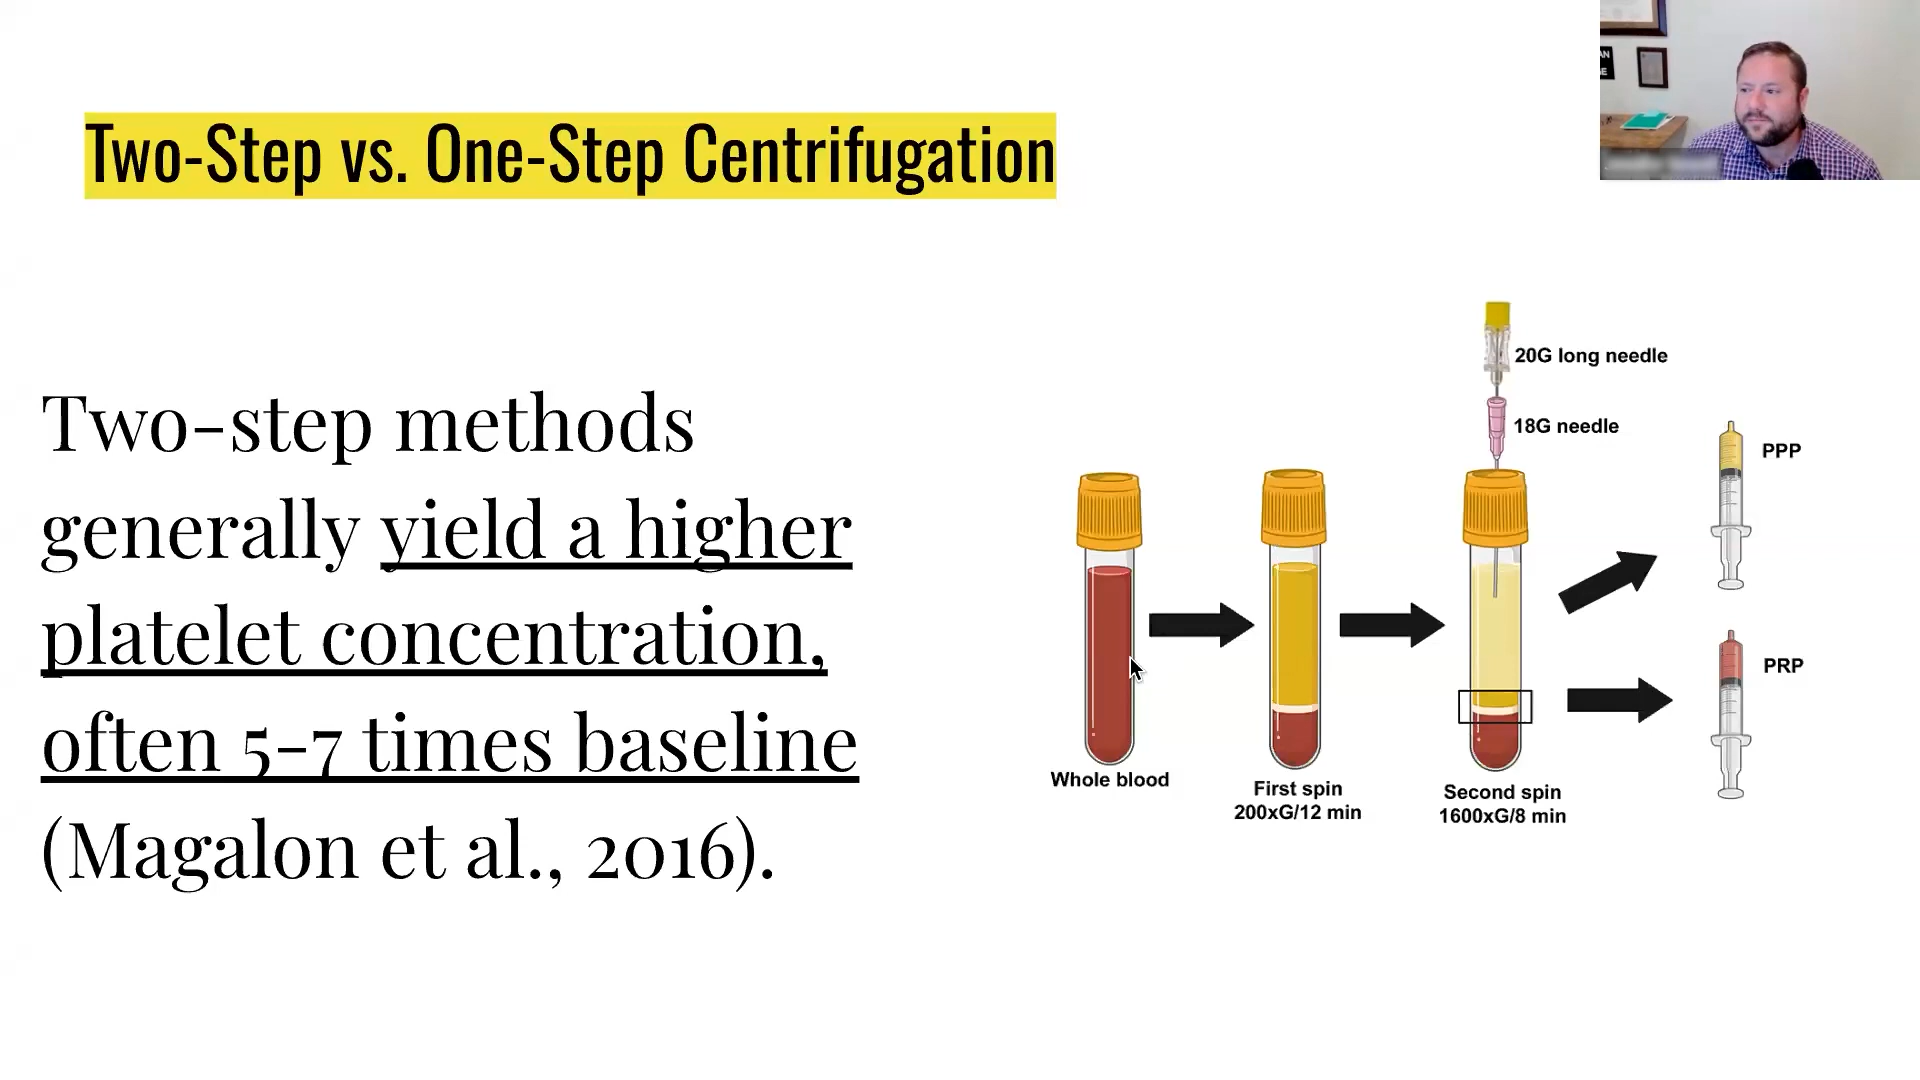 AN
GE
Two-Step vs. One-Step Centrifugation
Two-step methods
generally yield a higher
platelet concentration,
often 5-7 times baseline
(Magalon et al., 2016).
20G long needle
18G needle
PPP
PRP
Whole blood
First spin
200xG/12 min
Second spin
1600xG/8 min